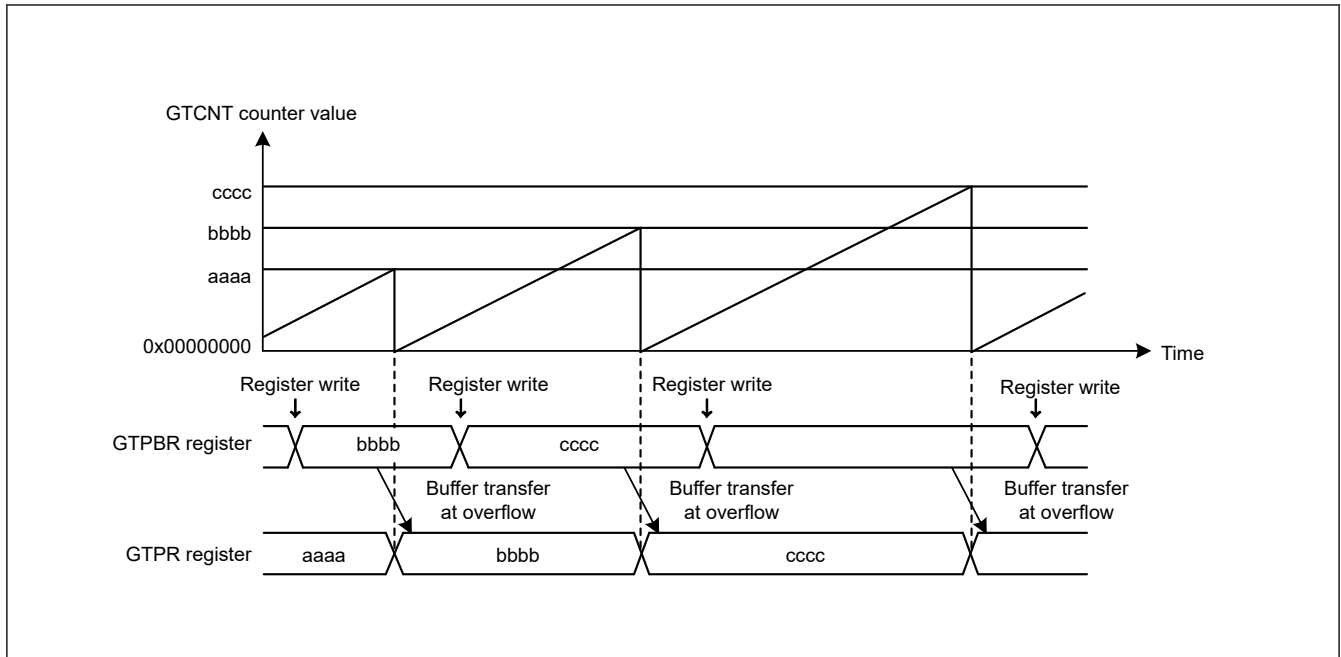 GTCNT counter value
cccc
bbbb
aaaa
0x00000000
Time
Register write Register write Register write Register write
GTPBR register bbbb cccc
Buffer transfer Buffer transfer Buffer transfer
at overflow at overflow at overflow
GTPR register aaaa bbbb cccc